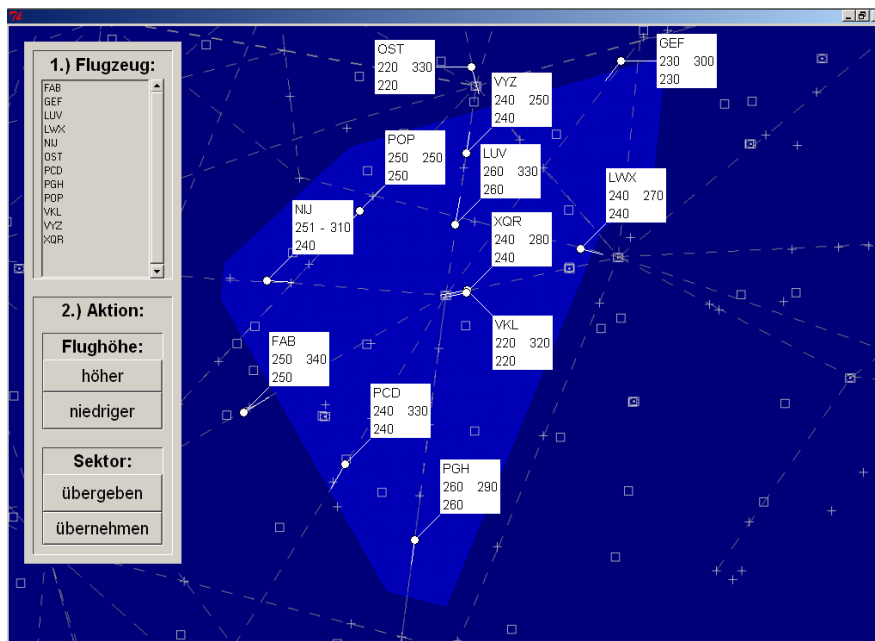 1.) Flugzeug:
FAB
GEF
LUV
LWX
NIJ
OST
PCD
PGH
POP
VKL
VYZ
XQR
2.) Aktion:
Flughöhe:
höher
niedriger
Sektor:
übergeben
übernehmen
OST
220 330
220
GEF
230 300
230
VYZ
240 250
240
POP
250 250
250
LUV
260 330
260
LWX
240 270
240
NIJ
251 - 310
240
XQR
240 280
240
VKL
220 320
220
FAB
250 340
250
PCD
240 330
240
PGH
260 290
260